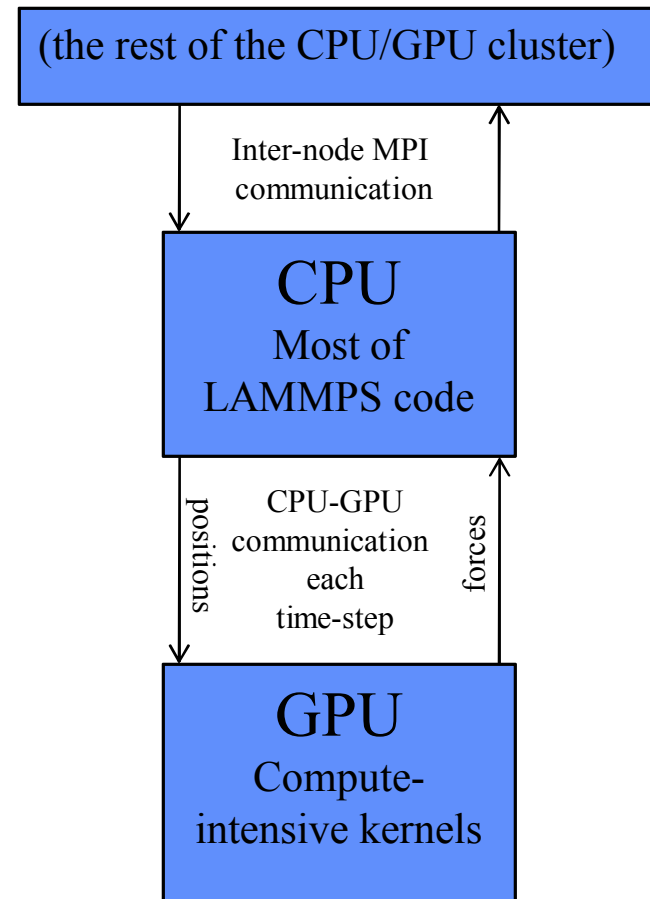 (the rest of the CPU/GPU cluster)
Inter-node MPI
communication
CPU
Most of
LAMMPS code
positions
CPU-GPU
communication
each
time-step
forces
GPU
Compute-
intensive kernels